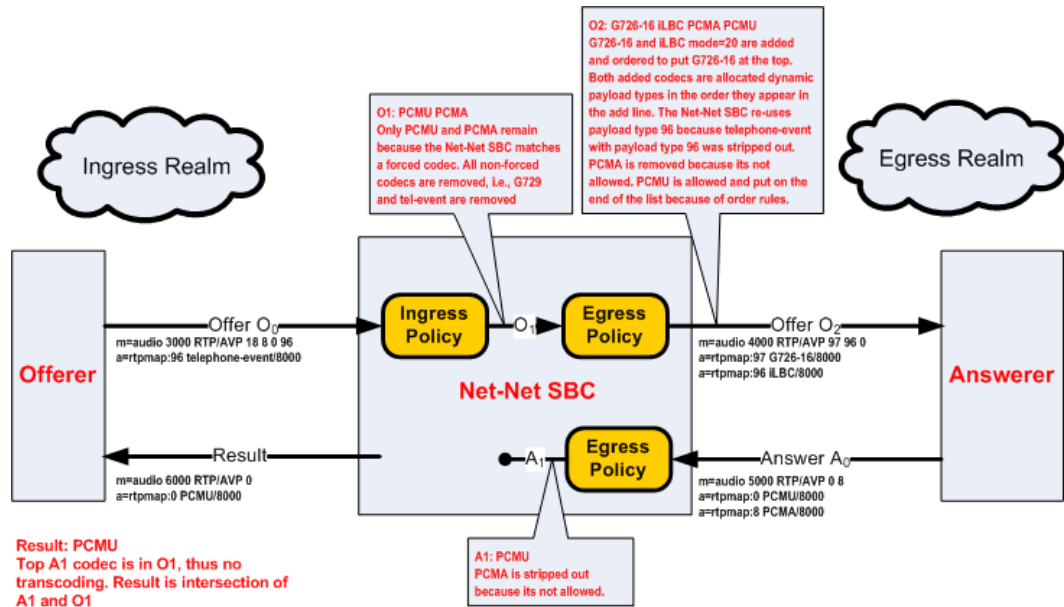 O1: PCMU PCMA
Only PCMU and PCMA remain
because the Net-Net SBC matches
a forced codec. All non-forced
codecs are removed, i.e., G729
and tel-event are removed
O2: G726-16 iLBC PCMA PCMU
G726-16 and iLBC mode=20 are added
and ordered to put G726-16 at the top.
Both added codecs are allocated dynamic
payload types in the order they appear in
the add line. The Net-Net SBC re-uses
payload type 96 because telephone-event
with payload type 96 was stripped out.
PCMA is removed because its not
allowed. PCMU is allowed and put on the
end of the list because of order rules.
Ingress Realm
Egress Realm
Offerer
Offer O0
m=audio 3000 RTP/AVP 18 8 0 96
a=rtpmap:96 telephone-event/8000
Ingress
Policy
O1
Egress
Policy
Offer O2
m=audio 4000 RTP/AVP 97 96 0
a=rtpmap:97 G726-16/8000
a=rtpmap:96 iLBC/8000
Answerer
Net-Net SBC
Result
m=audio 6000 RTP/AVP 0
a=rtpmap:0 PCMU/8000
A1
Egress
Policy
Answer A0
m=audio 5000 RTP/AVP 0 8
a=rtpmap:0 PCMU/8000
a=rtpmap:8 PCMA/8000
Result: PCMU
Top A1 codec is in O1, thus no
transcoding. Result is intersection of
A1 and O1
A1: PCMU
PCMA is stripped out
because its not allowed.